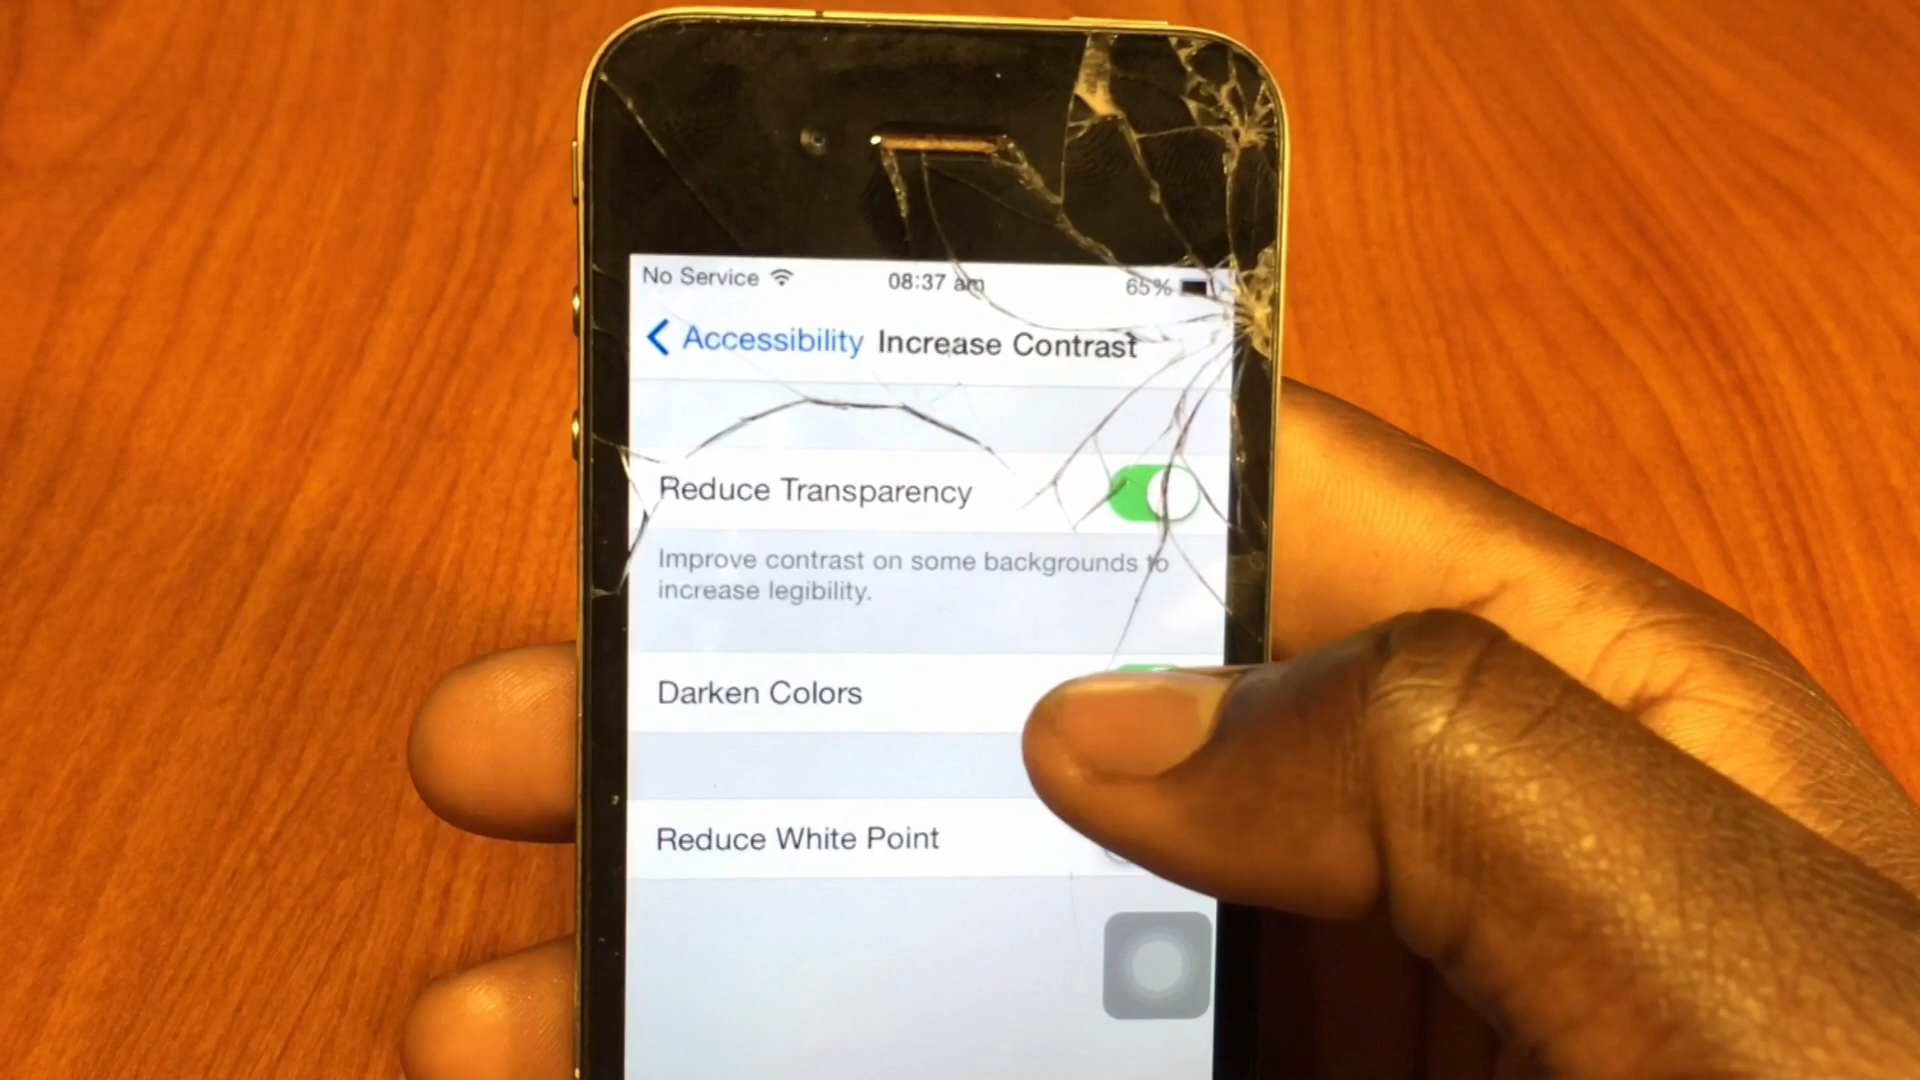 No Service 08:37 am 65%
Accessibility Increase Contrast
Reduce Transparency
Improve contrast on some backgrounds to
increase legibility.
Darken Colors
Reduce White Point